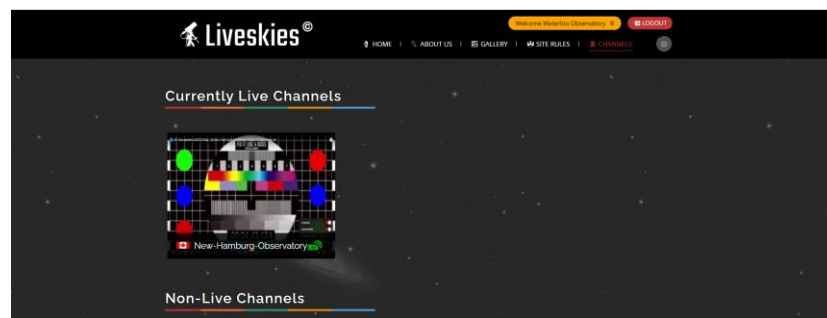 Liveskies©
Welcome Waterloo Observatory
LOGOUT
HOME | ABOUT US | GALLERY | SITE RULES | CHANNELS
Currently Live Channels
New-Hamburg-Observatory
Non-Live Channels